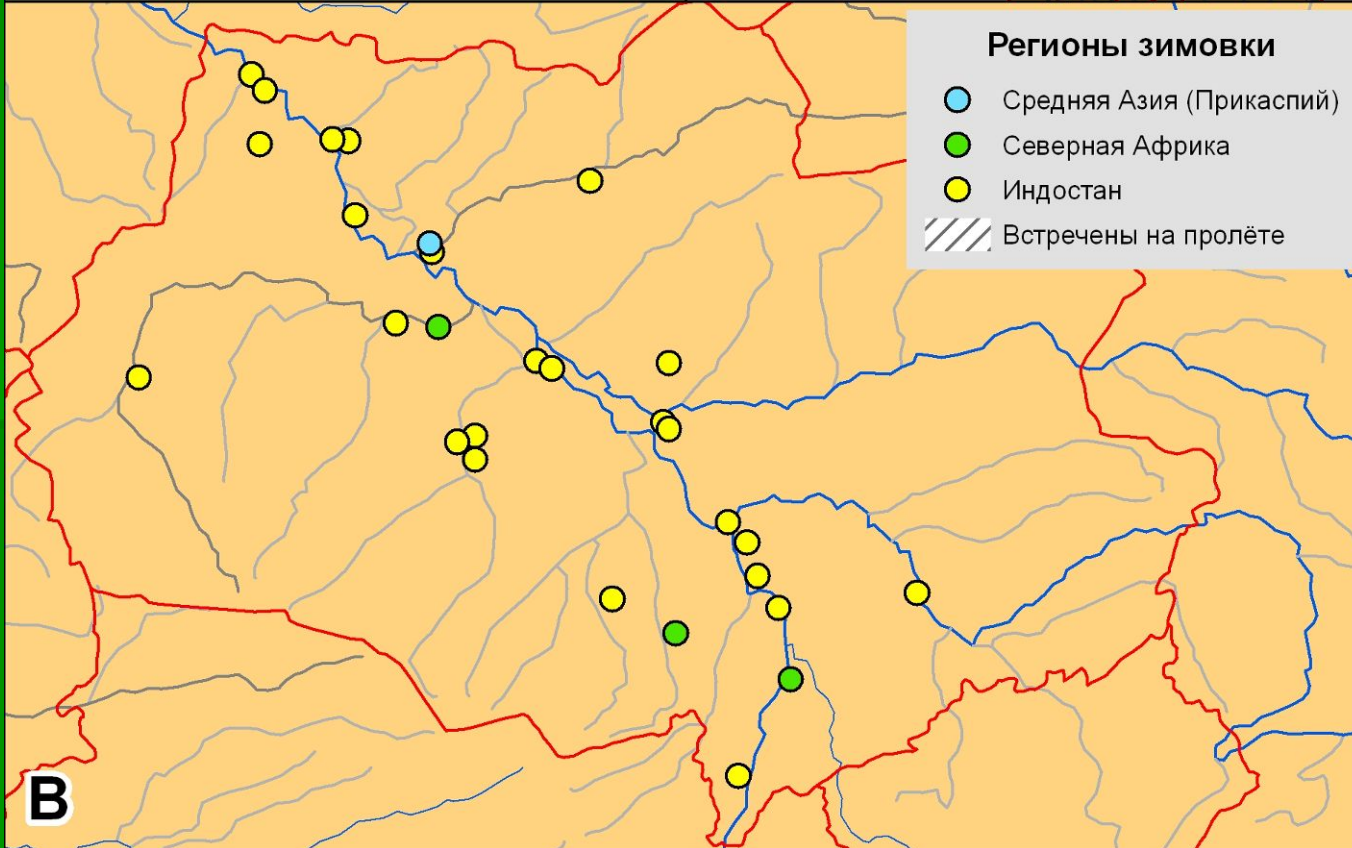 Регионы зимовки
Средняя Азия (Прикаспий)
Северная Африка
Индостан
Встречены на пролёте
В